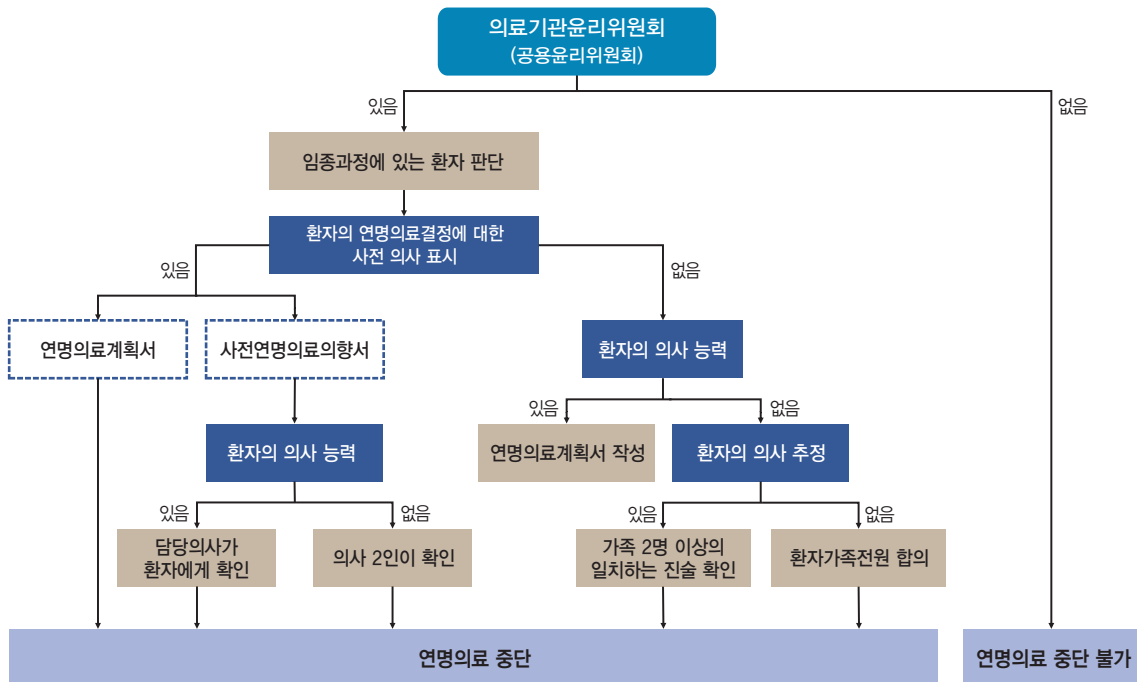 의료기관윤리위원회
(공용윤리위원회)
있음
없음
임종과정에 있는 환자 판단
환자의 연명의료결정에 대한
사전 의사 표시
있음
없음
연명의료계획서
사전연명의료의향서
환자의 의사 능력
있음
없음
환자의 의사 능력
연명의료계획서 작성
환자의 의사 추정
있음
없음
있음
없음
담당의사가
환자에게 확인
의사 2인이 확인
가족 2명 이상의
일치하는 진술 확인
환자가족전원 합의
연명의료 중단
연명의료 중단 불가